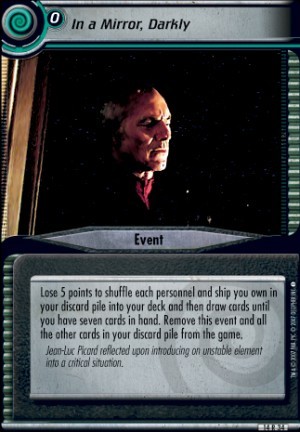 0
In a Mirror, Darkly
Event
Lose 5 points to shuffle each personnel and ship you own in
your discard pile into your deck and then draw cards until
you have seven cards in hand. Remove this event and all
the other cards in your discard pile from the game.
Jean-Luc Picard reflected upon introducing an unstable element
into a critical situation.
14 R 34